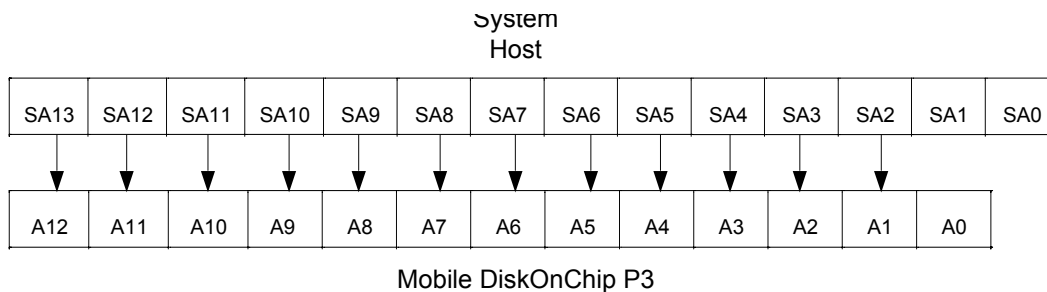 System
Host
SA13 SA12 SA11 SA10 SA9 SA8 SA7 SA6 SA5 SA4 SA3 SA2 SA1 SA0
A12 A11 A10 A9 A8 A7 A6 A5 A4 A3 A2 A1 A0
Mobile DiskOnChip P3